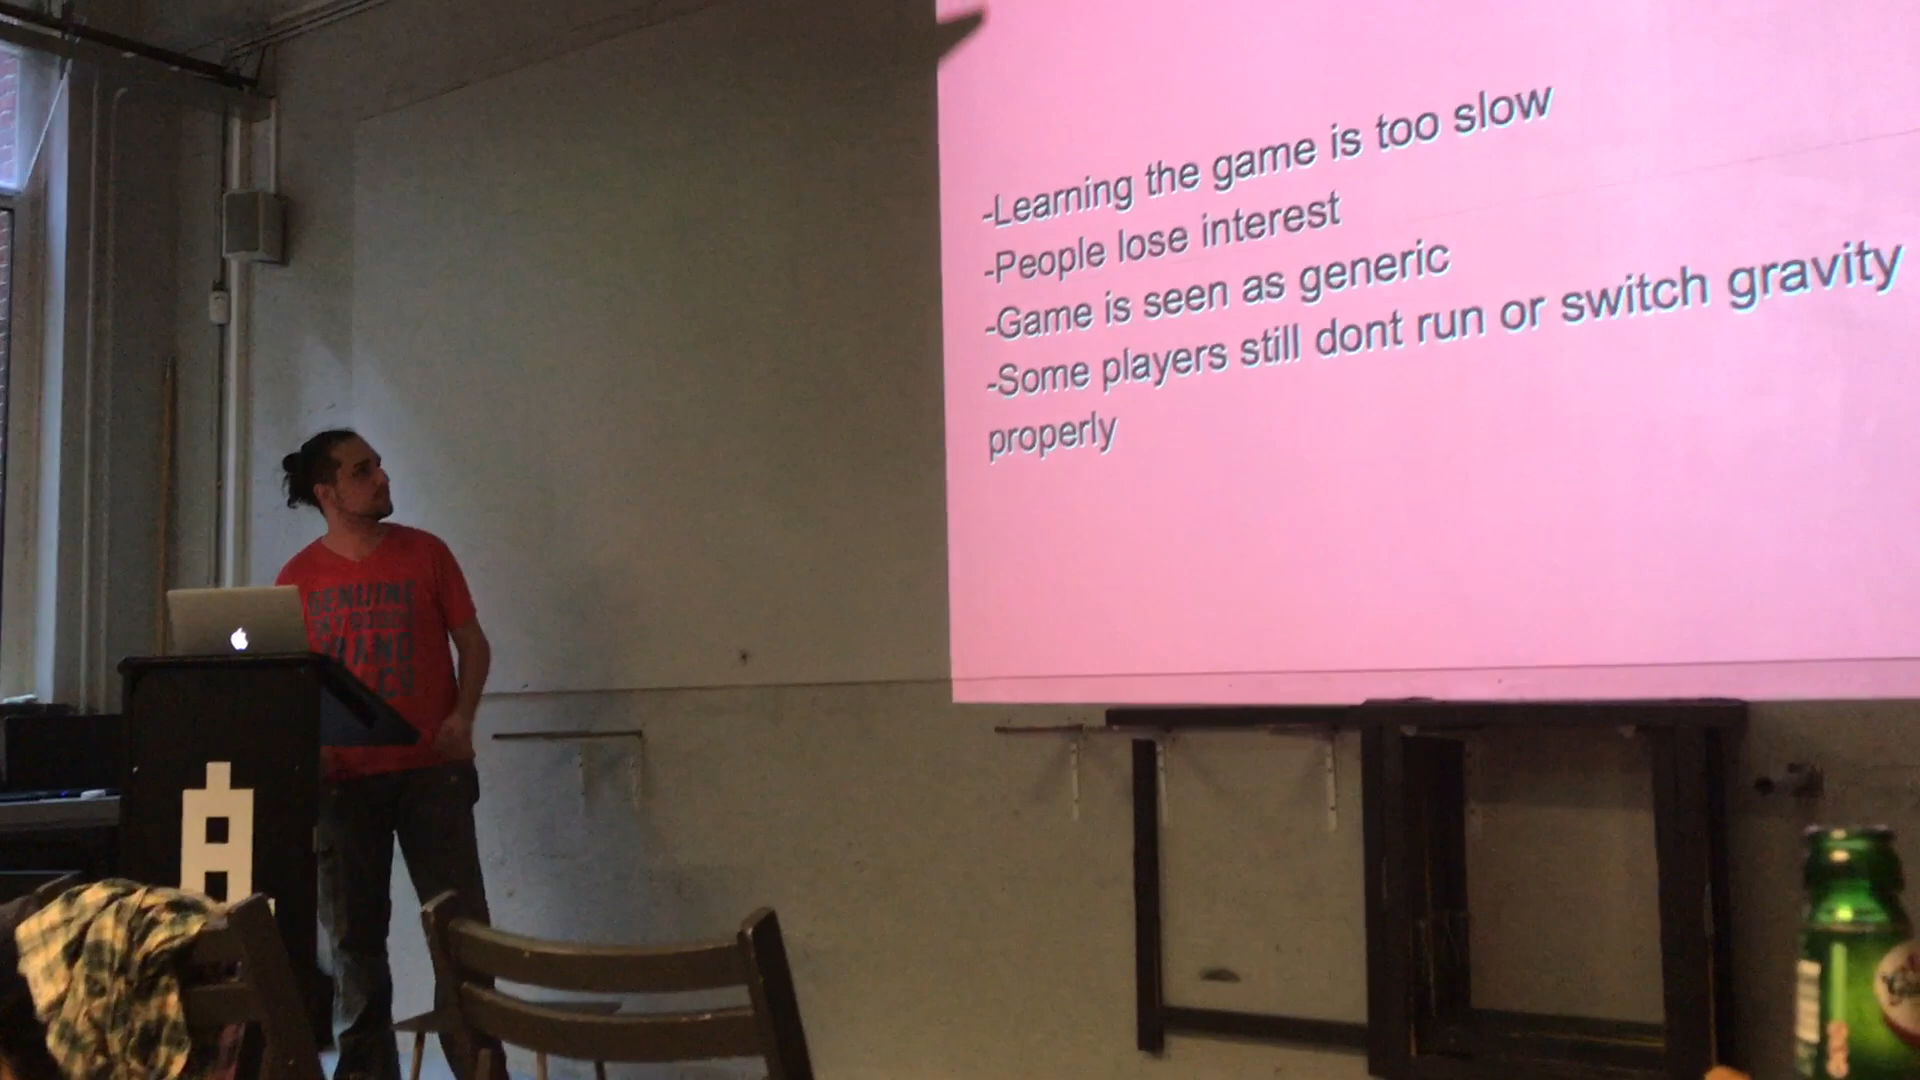 -Learning the game is too slow
-People lose interest
-Game is seen as generic
-Some players still dont run or switch gravity
properly
GENUINE